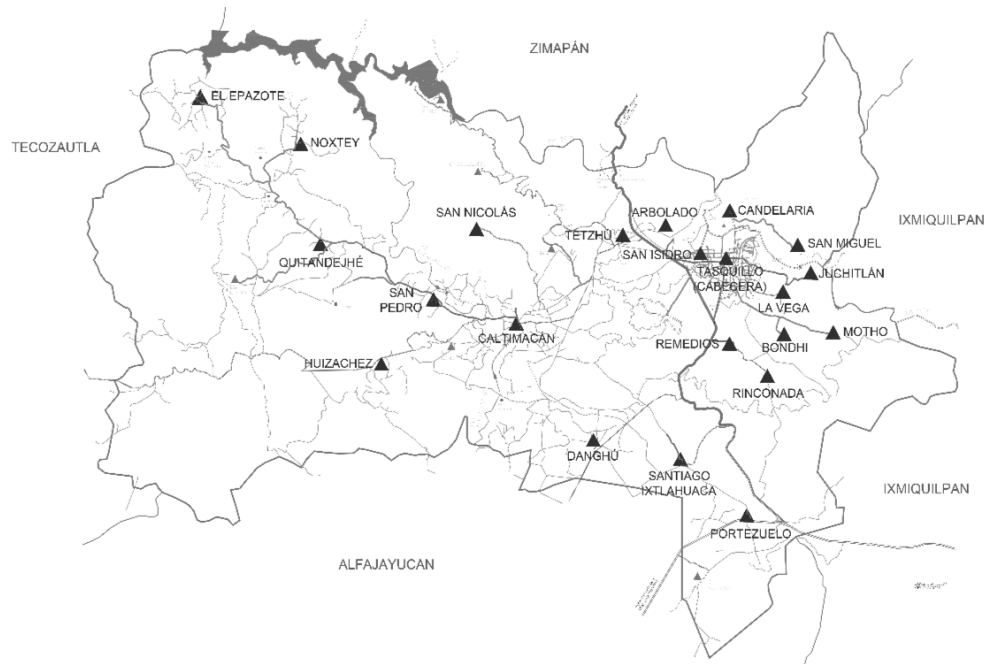 ZIMAPÁN
EL EPAZOTE
TECOZAUTLA
NOXTEY
SAN NICOLÁS
ARBOLADO
CANDELARIA
IXMIQUILPAN
TETZHÚ
SAN MIGUEL
SAN ISIDRO
QUITANDEJHÉ
TASQUILLO
(CABECERA)
JUCHITLÁN
SAN
PEDRO
LA VEGA
CALTIMACÁN
REMEDIOS
BONDHI
MOTHO
HUIZACHEZ
RINCONADA
DANGHÚ
SANTIAGO
IXTLAHUACA
IXMIQUILPAN
PORTEZUELO
ALFAJAYUCAN